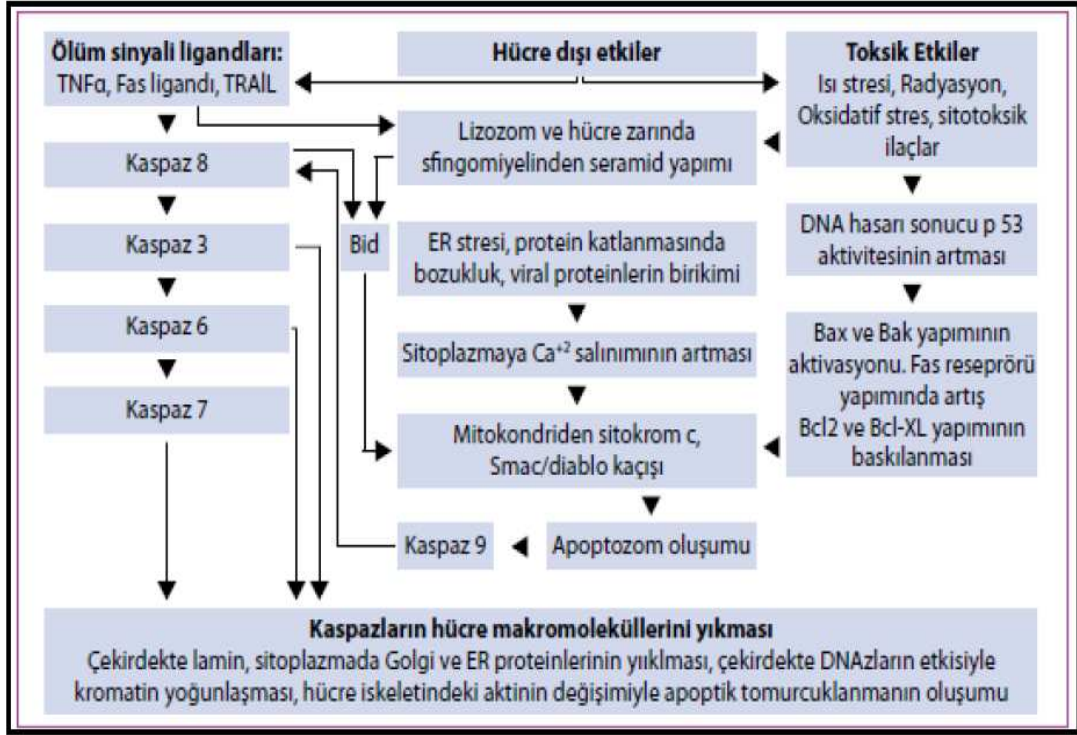 Ölüm sinyali ligandları:
TNFα, Fas ligandı, TRAİL
Hücre dışı etkiler
Toksik Etkiler
Isı stresi, Radyasyon,
Oksidatif stres, sitotoksik
ilaçlar
Lizozom ve hücre zarında
sfingomiyelinden seramid yapımı
Kaspaz 8
Kaspaz 3
Bid
ER stresi, protein katlanmasında
bozukluk, viral proteinlerin birikimi
DNA hasarı sonucu p 53
aktivitesinin artması
Kaspaz 6
Sitoplazmaya Ca⁺² salınımının artması
Bax ve Bak yapımının
aktivasyonu. Fas reseprörü
yapımında artış
Bcl2 ve Bcl-XL yapımının
baskılanması
Kaspaz 7
Mitokondriden sitokrom c,
Smac/diablo kaçışı
Kaspaz 9
Apoptozom oluşumu
Kaspazların hücre makromoleküllerini yıkması
Çekirdekte lamin, sitoplazmada Golgi ve ER proteinlerinin yıılklması, çekirdekte DNAzların etkisiyle
kromatin yoğunlaşması, hücre iskeletindeki aktinin değişimiyle apoptik tomurcuklanmanın oluşumu